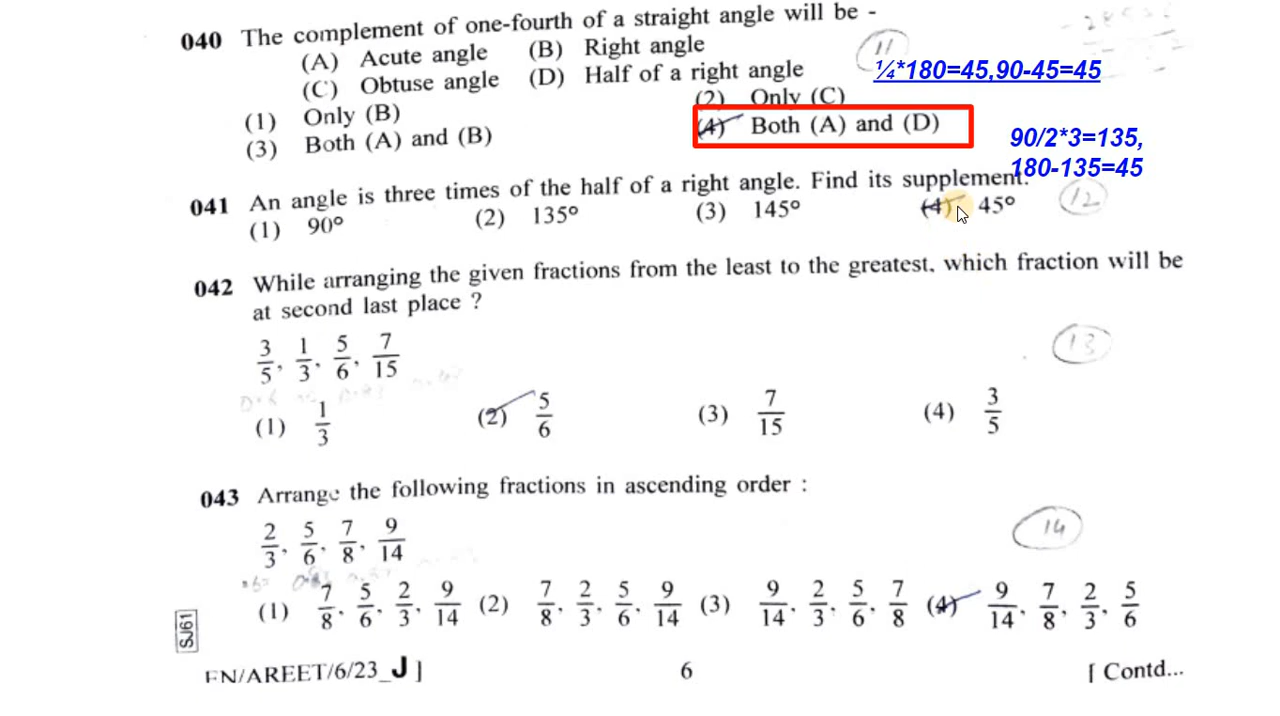 040 The complement of one-fourth of a straight angle will be -
(A) Acute angle (B) Right angle
(C) Obtuse angle (D) Half of a right angle
11
¼*180=45,90-45=45
(1) Only (B) (2) Only (C)
(3) Both (A) and (B) (4) Both (A) and (D)
90/2*3=135,
180-135=45
041 An angle is three times of the half of a right angle. Find its supplement.
12
(1) 90° (2) 135° (3) 145° (4) 45°
042 While arranging the given fractions from the least to the greatest, which fraction will be
at second last place ?
3/5, 1/3, 5/6, 7/15
13
(1) 1/3 (2) 5/6 (3) 7/15 (4) 3/5
043 Arrange the following fractions in ascending order :
2/3, 5/6, 7/8, 9/14
14
(1) 7/8, 5/6, 2/3, 9/14 (2) 7/8, 2/3, 5/6, 9/14 (3) 9/14, 2/3, 5/6, 7/8 (4) 9/14, 7/8, 2/3, 5/6
SJ61
EN/AREET/6/23_J ] 6 [ Contd...